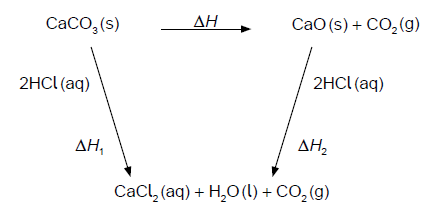 CaCO₃(s) ΔH CaO(s) + CO₂(g)
2HCl(aq) 2HCl(aq)
ΔH₁ ΔH₂
CaCl₂(aq) + H₂O(l) + CO₂(g)